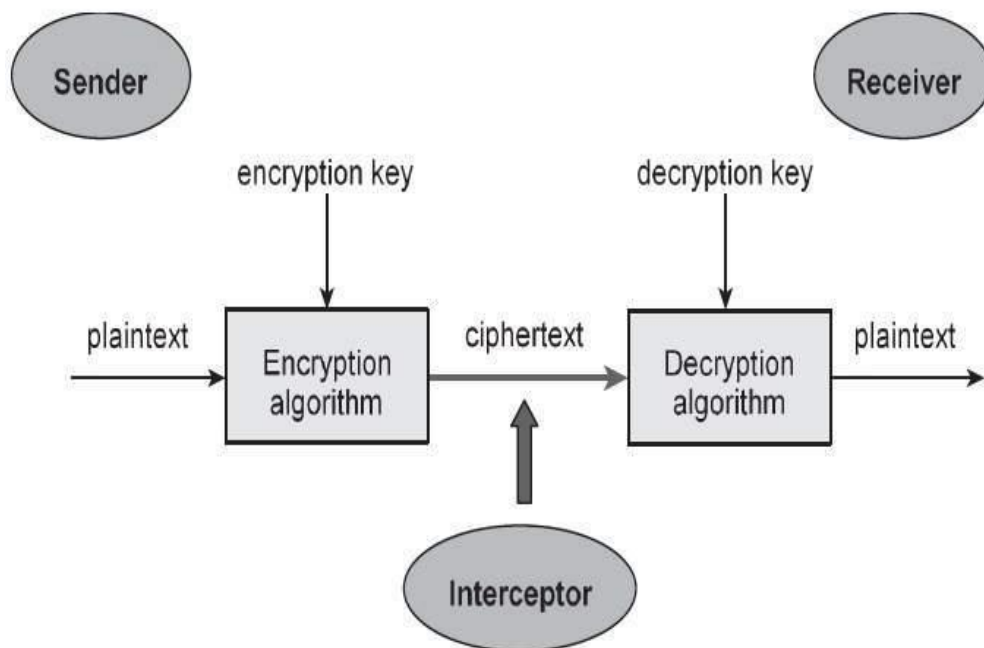 Sender
Receiver
encryption key
decryption key
plaintext
Encryption
algorithm
ciphertext
Decryption
algorithm
plaintext
Interceptor